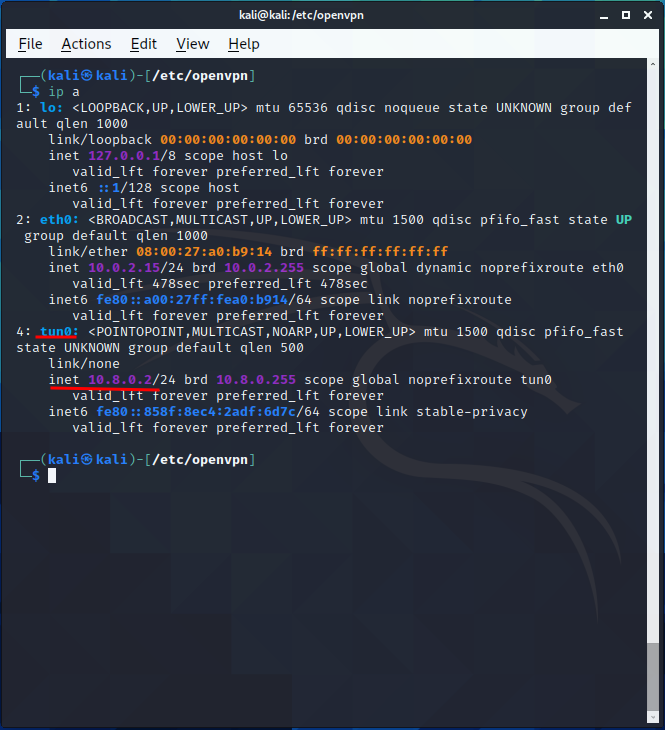 kali@kali:/etc/openvpn
File Actions Edit View Help
┌──(kali㉿kali)-[/etc/openvpn]
└─$ ip a
1: lo: <LOOPBACK,UP,LOWER_UP> mtu 65536 qdisc noqueue state UNKNOWN group def
ault qlen 1000
    link/loopback 00:00:00:00:00:00 brd 00:00:00:00:00:00
    inet 127.0.0.1/8 scope host lo
       valid_lft forever preferred_lft forever
    inet6 ::1/128 scope host
       valid_lft forever preferred_lft forever
2: eth0: <BROADCAST,MULTICAST,UP,LOWER_UP> mtu 1500 qdisc pfifo_fast state UP
 group default qlen 1000
    link/ether 08:00:27:a0:b9:14 brd ff:ff:ff:ff:ff:ff
    inet 10.0.2.15/24 brd 10.0.2.255 scope global dynamic noprefixroute eth0
       valid_lft 478sec preferred_lft 478sec
    inet6 fe80::a00:27ff:fea0:b914/64 scope link noprefixroute
       valid_lft forever preferred_lft forever
4: tun0: <POINTOPOINT,MULTICAST,NOARP,UP,LOWER_UP> mtu 1500 qdisc pfifo_fast
state UNKNOWN group default qlen 500
    link/none
    inet 10.8.0.2/24 brd 10.8.0.255 scope global noprefixroute tun0
       valid_lft forever preferred_lft forever
    inet6 fe80::858f:8ec4:2adf:6d7c/64 scope link stable-privacy
       valid_lft forever preferred_lft forever
┌──(kali㉿kali)-[/etc/openvpn]
└─$